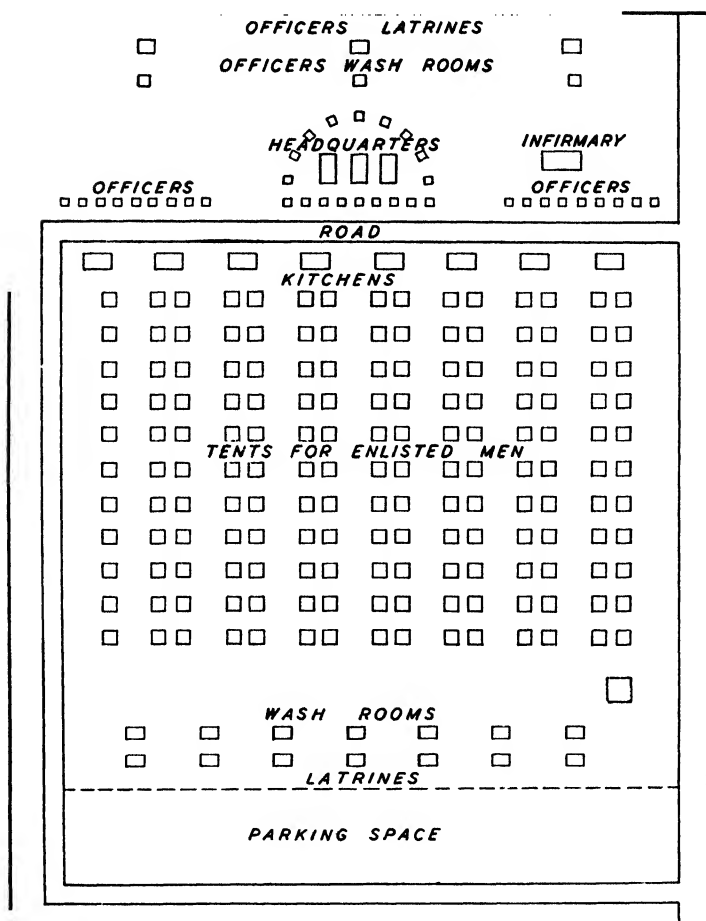 OFFICERS LATRINES
OFFICERS WASH ROOMS
HEADQUARTERS
INFIRMARY
OFFICERS
OFFICERS
ROAD
KITCHENS
TENTS FOR ENLISTED MEN
WASH ROOMS
LATRINES
PARKING SPACE